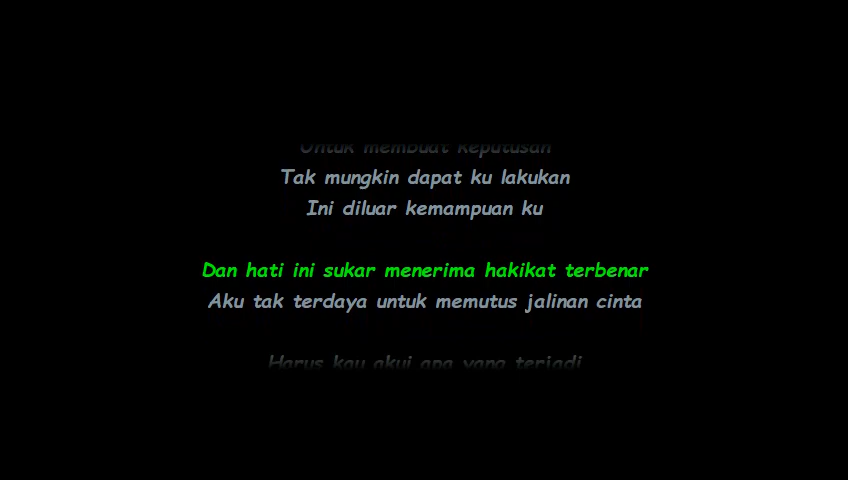 Untuk membuat keputusan
Tak mungkin dapat ku lakukan
Ini diluar kemampuan ku
Dan hati ini sukar menerima hakikat terbenar
Aku tak terdaya untuk memutus jalinan cinta
Harus kau akui apa yang terjadi